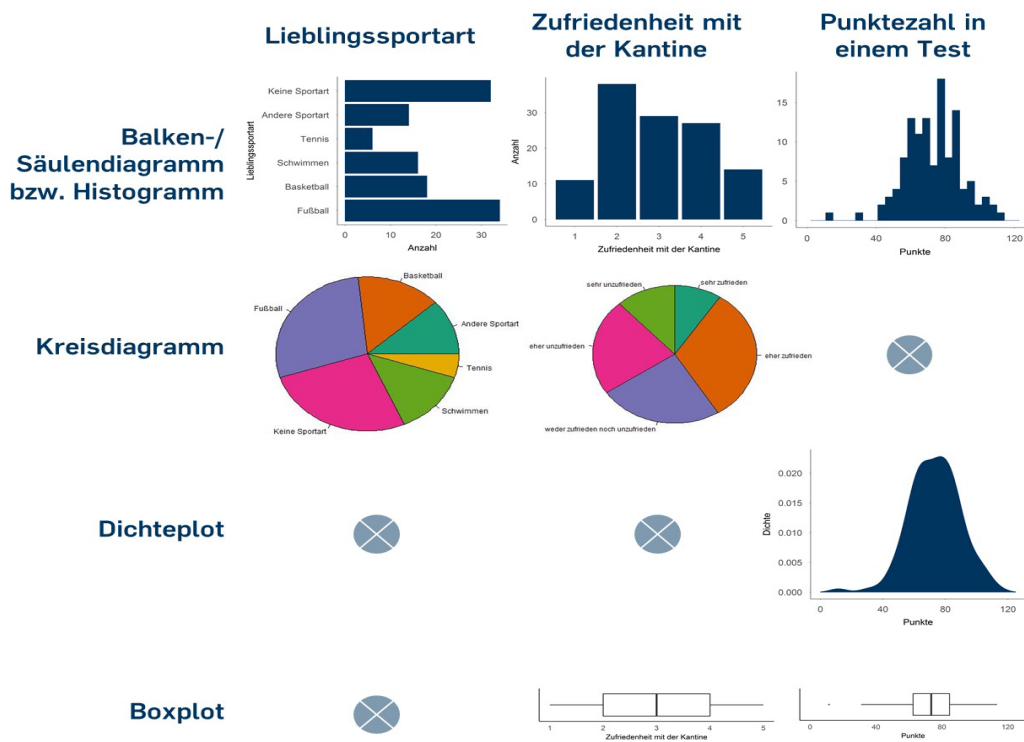 Lieblingssportart
Zufriedenheit mit
der Kantine
Punktezahl in
einem Test
Balken-/
Säulendiagramm
bzw. Histogramm
Lieblingssportart
Keine Sportart
Andere Sportart
Tennis
Schwimmen
Basketball
Fußball
0 10 20 30
Anzahl
Anzahl
30
20
10
0
1 2 3 4 5
Zufriedenheit mit der Kantine
15
10
5
0
40 80 120
Punkte
Kreisdiagramm
Basketball
Fußball
Andere Sportart
Tennis
Schwimmen
Keine Sportart
sehr unzufrieden
sehr zufrieden
eher unzufrieden
eher zufrieden
weder zufrieden noch unzufrieden
Dichteplot
Dichte
0.020
0.015
0.010
0.005
0.000
0 40 80 120
Punkte
Boxplot
1 2 3 4 5
Zufriedenheit mit der Kantine
0 40 80 120
Punkte